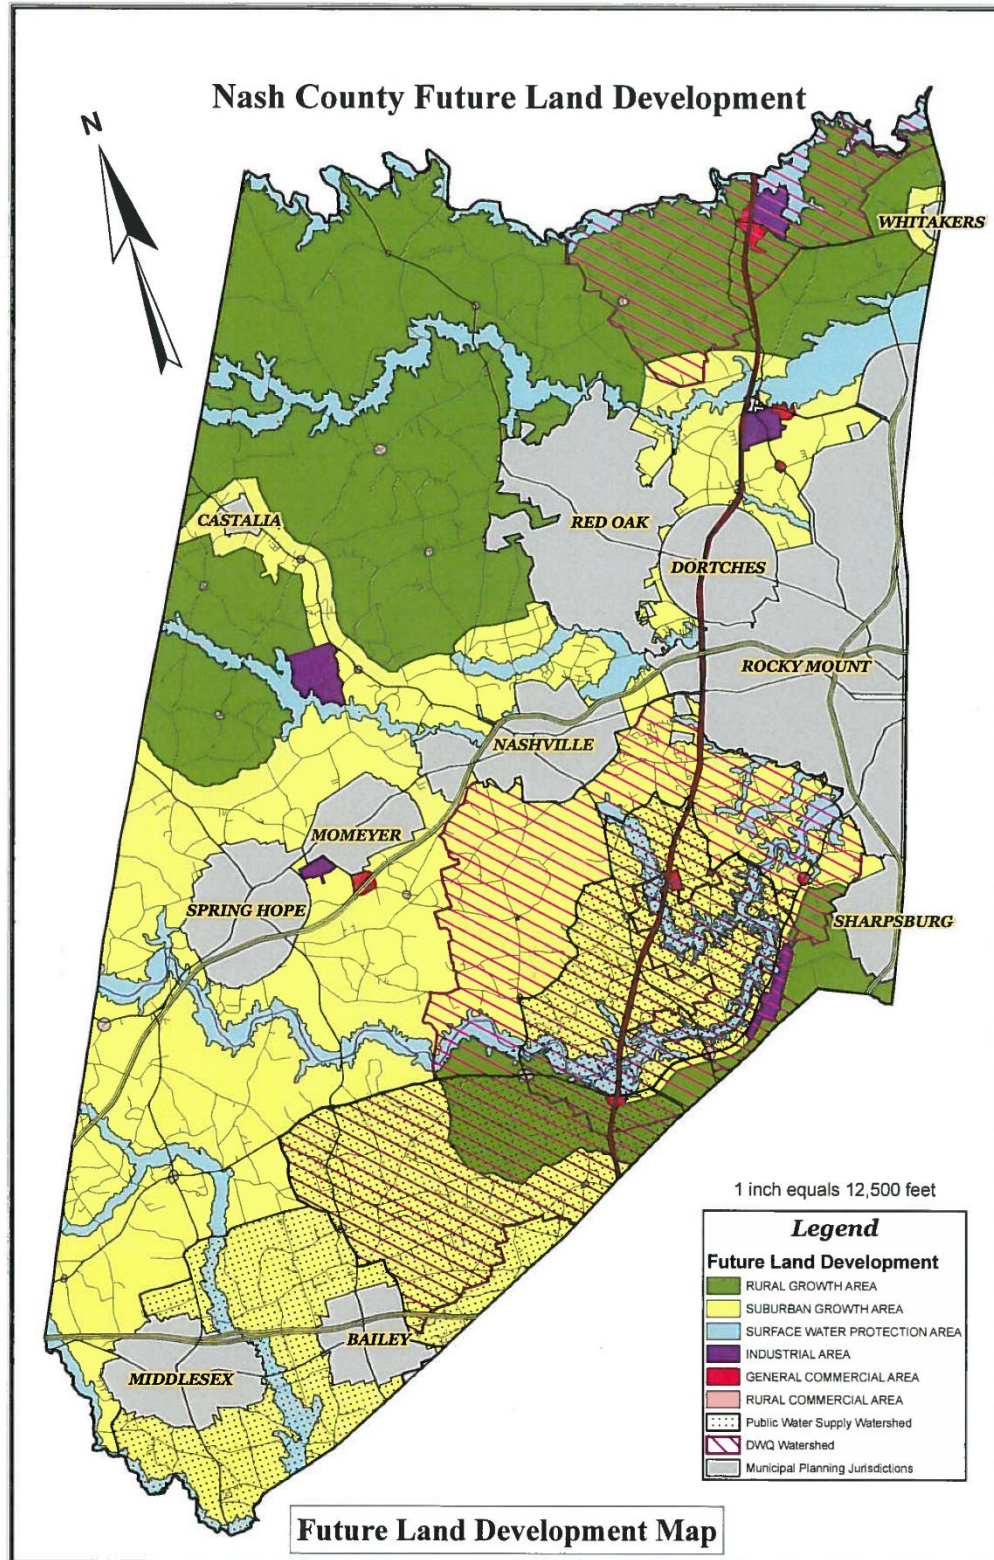 Nash County Future Land Development
N
WHITAKERS
CASTALIA
RED OAK
DORTCHES
ROCKY MOUNT
NASHVILLE
MOMEYER
SPRING HOPE
SHARPSBURG
BAILEY
MIDDLESEX
1 inch equals 12,500 feet
Legend
Future Land Development
RURAL GROWTH AREA
SUBURBAN GROWTH AREA
SURFACE WATER PROTECTION AREA
INDUSTRIAL AREA
GENERAL COMMERCIAL AREA
RURAL COMMERCIAL AREA
Public Water Supply Watershed
DWQ Watershed
Municipal Planning Jurisdictions
Future Land Development Map